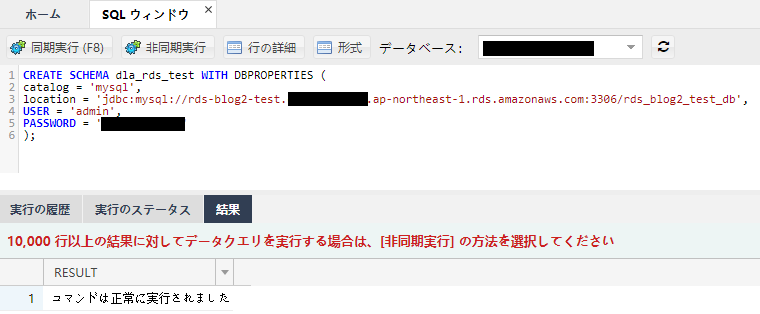 ホーム SQL ウィンドウ ×
同期実行 (F8) 非同期実行 行の詳細 形式 データベース:
1 CREATE SCHEMA dla_rds_test WITH DBPROPERTIES (
2 catalog = 'mysql',
3 location = 'jdbc:mysql://rds-blog2-test. .ap-northeast-1.rds.amazonaws.com:3306/rds_blog2_test_db',
4 USER = 'admin',
5 PASSWORD = '
6 );
実行の履歴 実行のステータス 結果
10,000 行以上の結果に対してデータクエリを実行する場合は、[非同期実行] の方法を選択してください
RESULT
1 コマンドは正常に実行されました